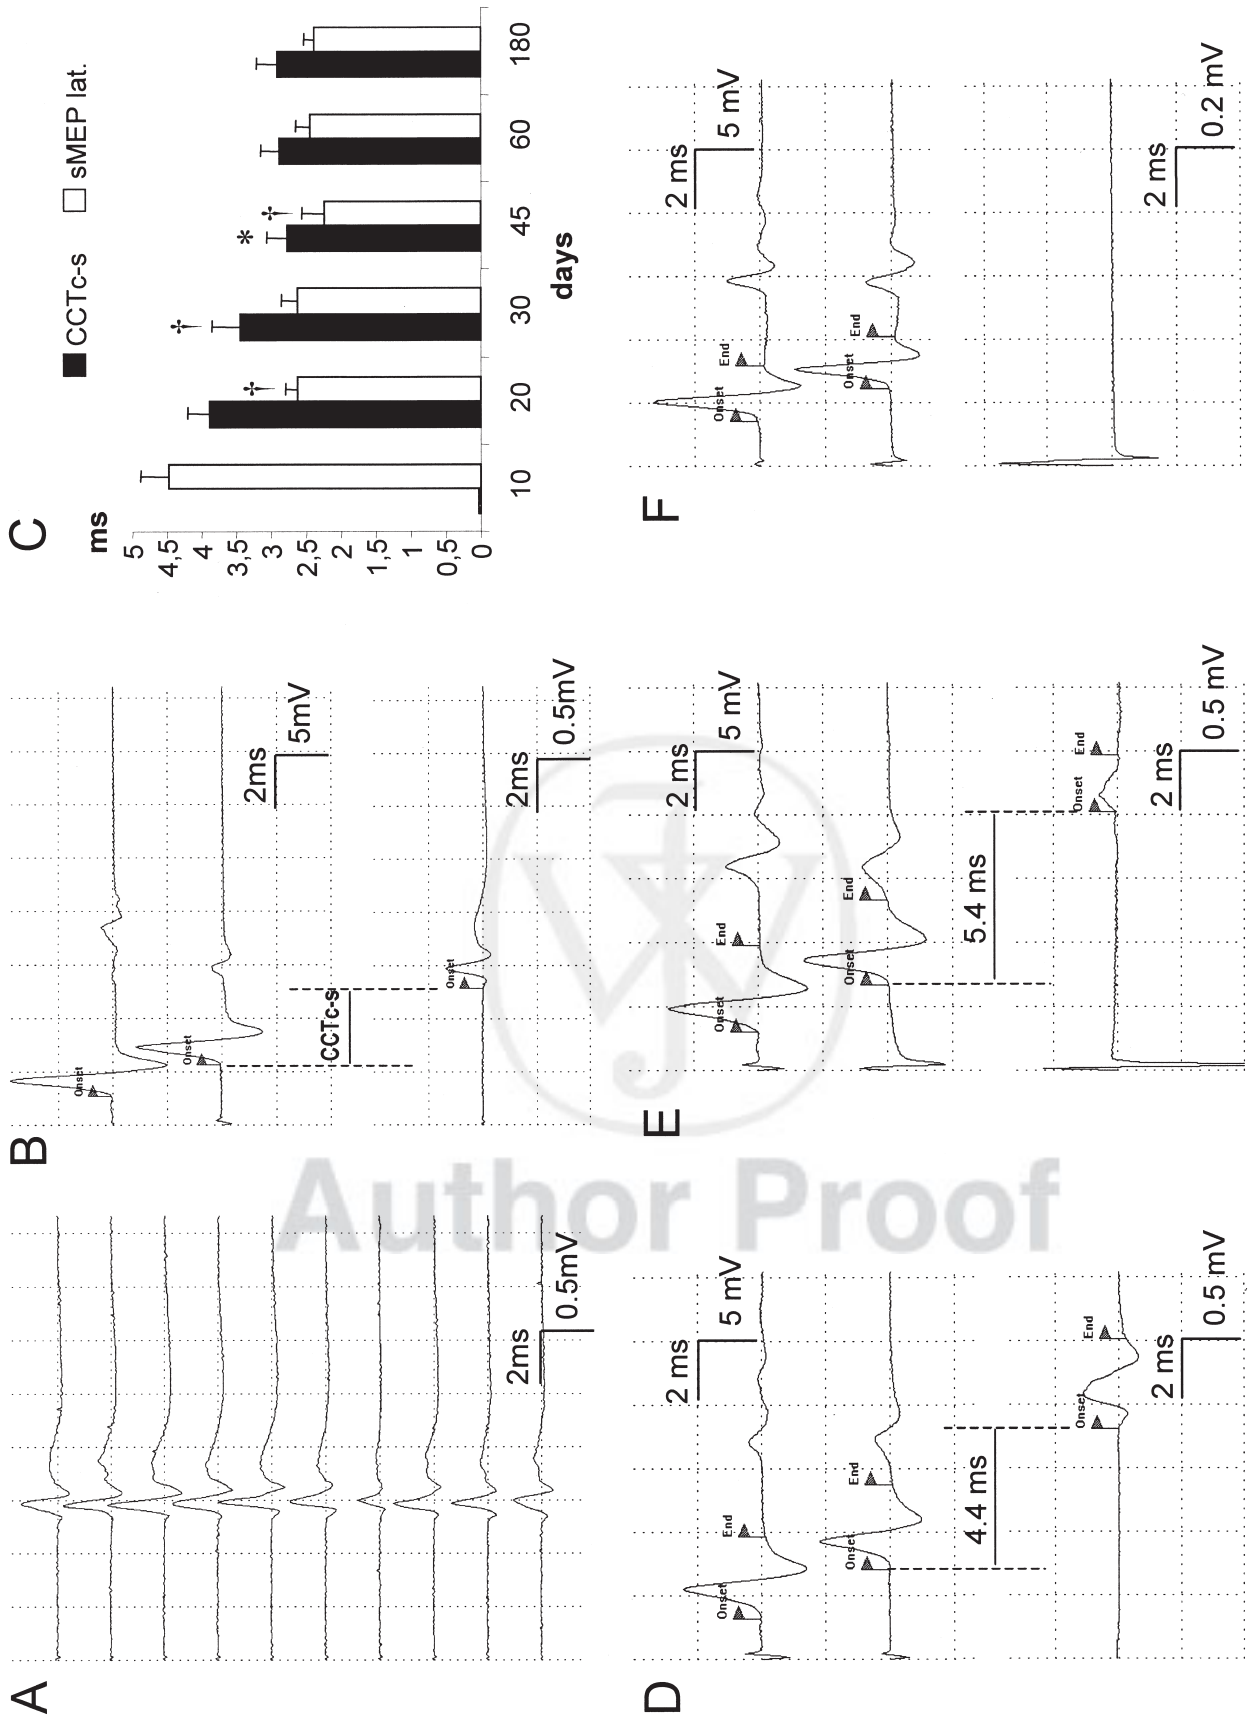 A
2ms
0.5mV
B
Onset
Onset
2ms
5mV
CCTc-s
Onset
2ms
0.5mV
C
CCTc-s
sMEP lat.
ms
5
4,5
4
3,5
3
2,5
2
1,5
1
0,5
0
†
†
*
†
10
20
30
45
60
180
days
D
Onset
End
2 ms
5 mV
Onset
End
4.4 ms
Onset
End
2 ms
0.5 mV
E
Onset
End
2 ms
5 mV
Onset
End
5.4 ms
Onset
End
2 ms
0.5 mV
F
Onset
End
2 ms
5 mV
Onset
End
2 ms
0.2 mV
Author Proof